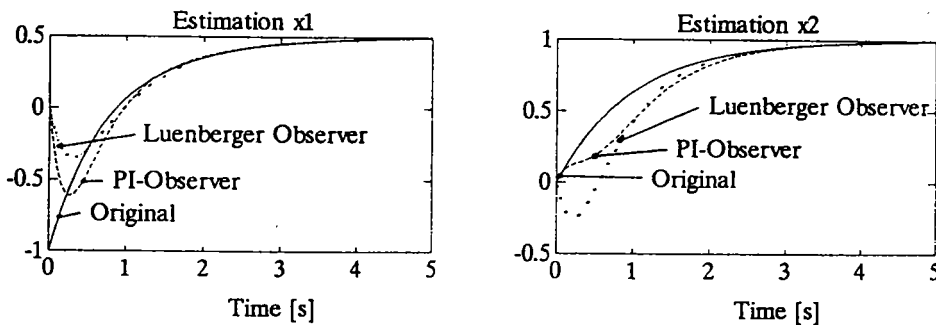 Estimation x1
0.5
0
-0.5
-1
Luenberger Observer
PI-Observer
Original
0 1 2 3 4 5
Time [s]
Estimation x2
1
0.5
0
-0.5
Luenberger Observer
PI-Observer
Original
0 1 2 3 4 5
Time [s]